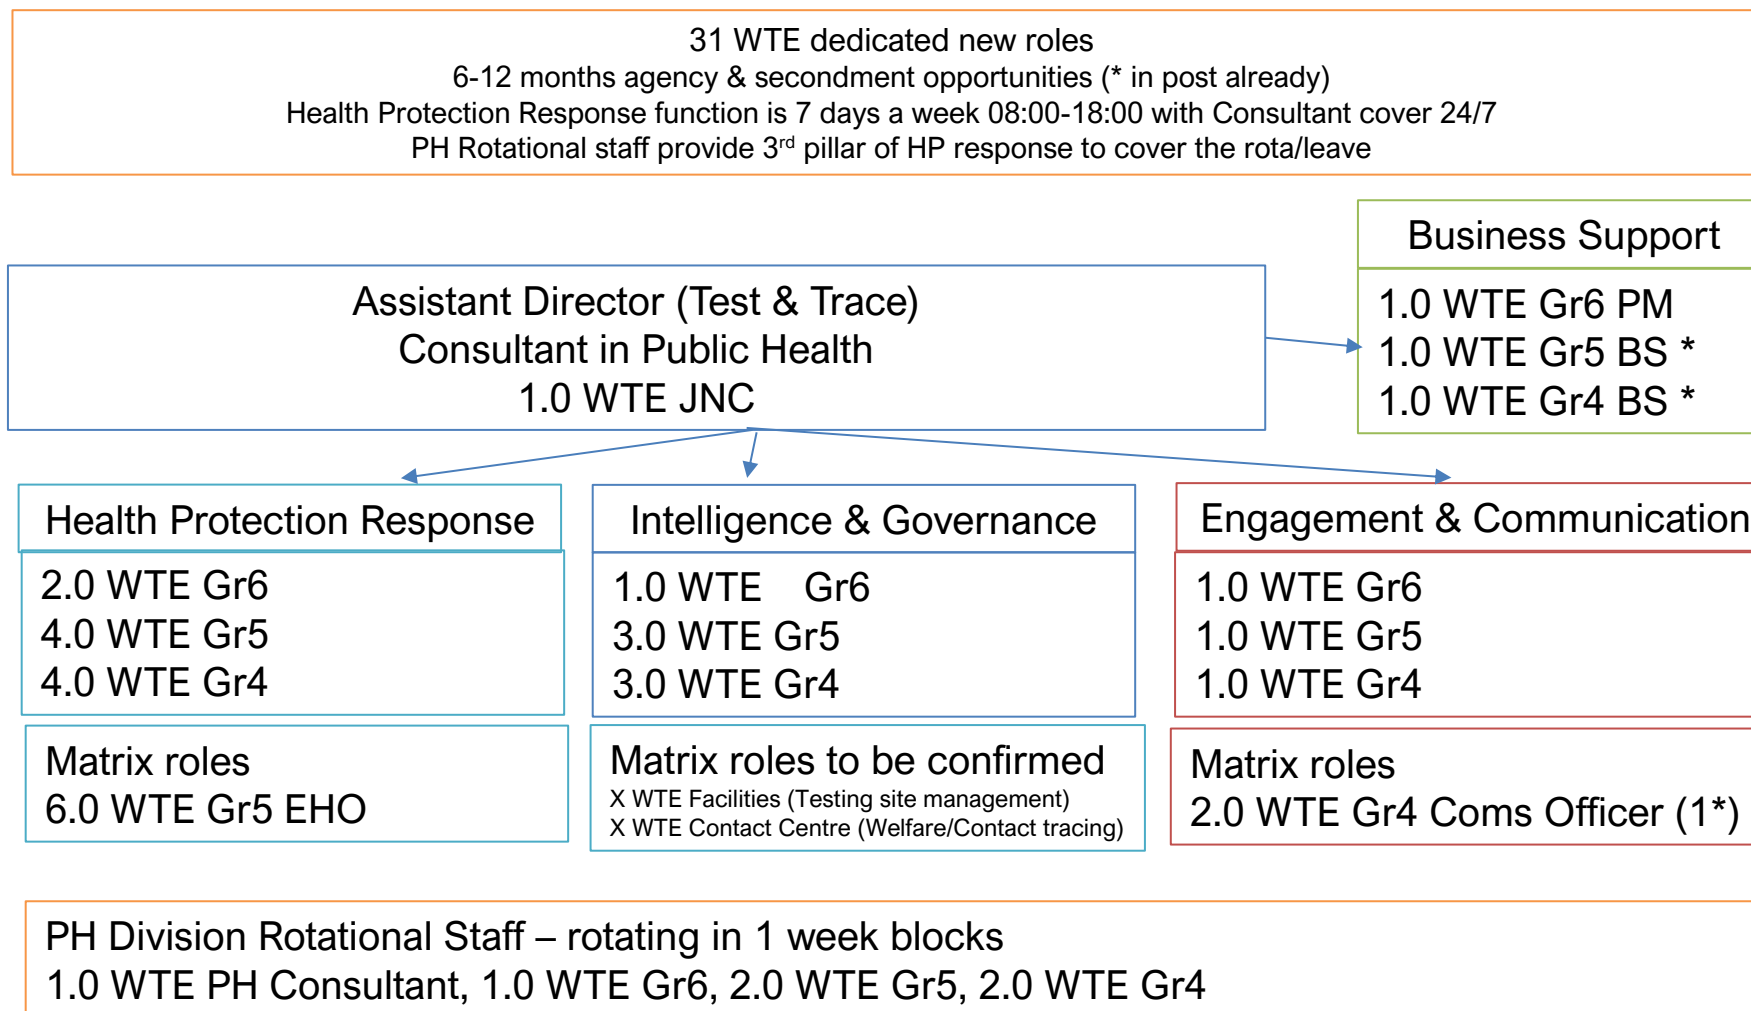 31 WTE dedicated new roles
6-12 months agency & secondment opportunities (* in post already)
Health Protection Response function is 7 days a week 08:00-18:00 with Consultant cover 24/7
PH Rotational staff provide 3rd pillar of HP response to cover the rota/leave
Business Support
1.0 WTE Gr6 PM
1.0 WTE Gr5 BS *
1.0 WTE Gr4 BS *
Assistant Director (Test & Trace)
Consultant in Public Health
1.0 WTE JNC
Health Protection Response
2.0 WTE Gr6
4.0 WTE Gr5
4.0 WTE Gr4
Matrix roles
6.0 WTE Gr5 EHO
Intelligence & Governance
1.0 WTE Gr6
3.0 WTE Gr5
3.0 WTE Gr4
Matrix roles to be confirmed
X WTE Facilities (Testing site management)
X WTE Contact Centre (Welfare/Contact tracing)
Engagement & Communication
1.0 WTE Gr6
1.0 WTE Gr5
1.0 WTE Gr4
Matrix roles
2.0 WTE Gr4 Coms Officer (1*)
PH Division Rotational Staff – rotating in 1 week blocks
1.0 WTE PH Consultant, 1.0 WTE Gr6, 2.0 WTE Gr5, 2.0 WTE Gr4